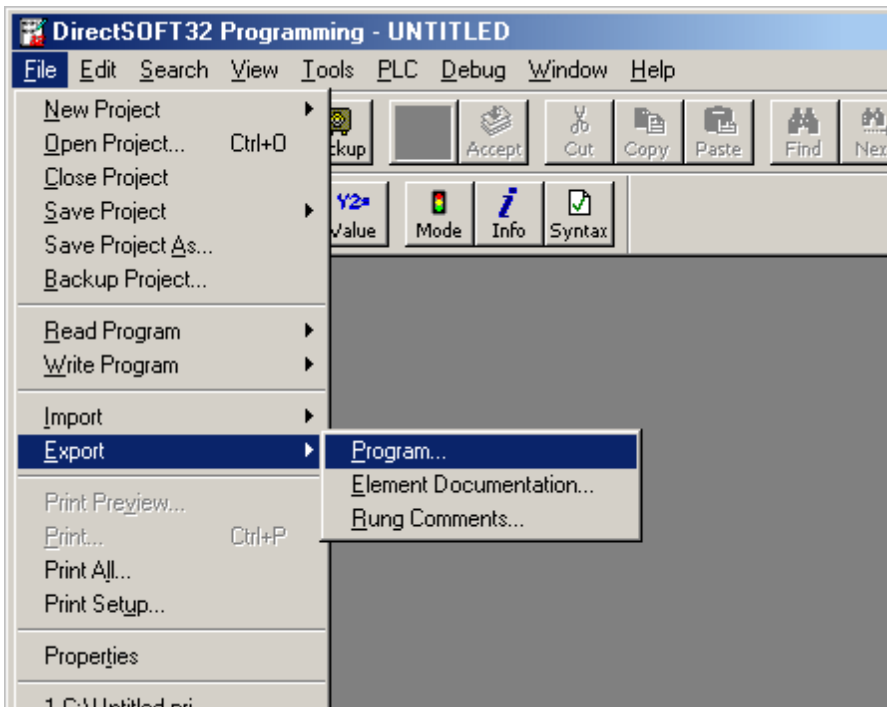 DirectSOFT32 Programming - UNTITLED
File Edit Search View Tools PLC Debug Window Help
New Project
Open Project... Ctrl+O
Close Project
Save Project
Save Project As...
Backup Project...
Read Program
Write Program
Import
Export
Print Preview...
Print... Ctrl+P
Print All...
Print Setup...
Properties
ckup Accept Cut Copy Paste Find Nex
Y2=
Value Mode Info Syntax
Program...
Element Documentation...
Rung Comments...